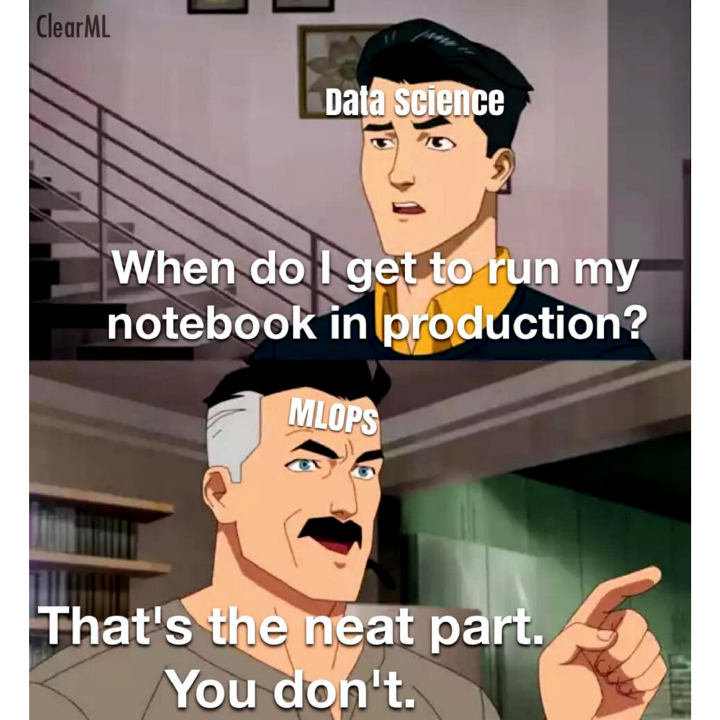 ClearML
Data Science
When do I get to run my
notebook in production?
MLOPS
That's the neat part.
You don't.